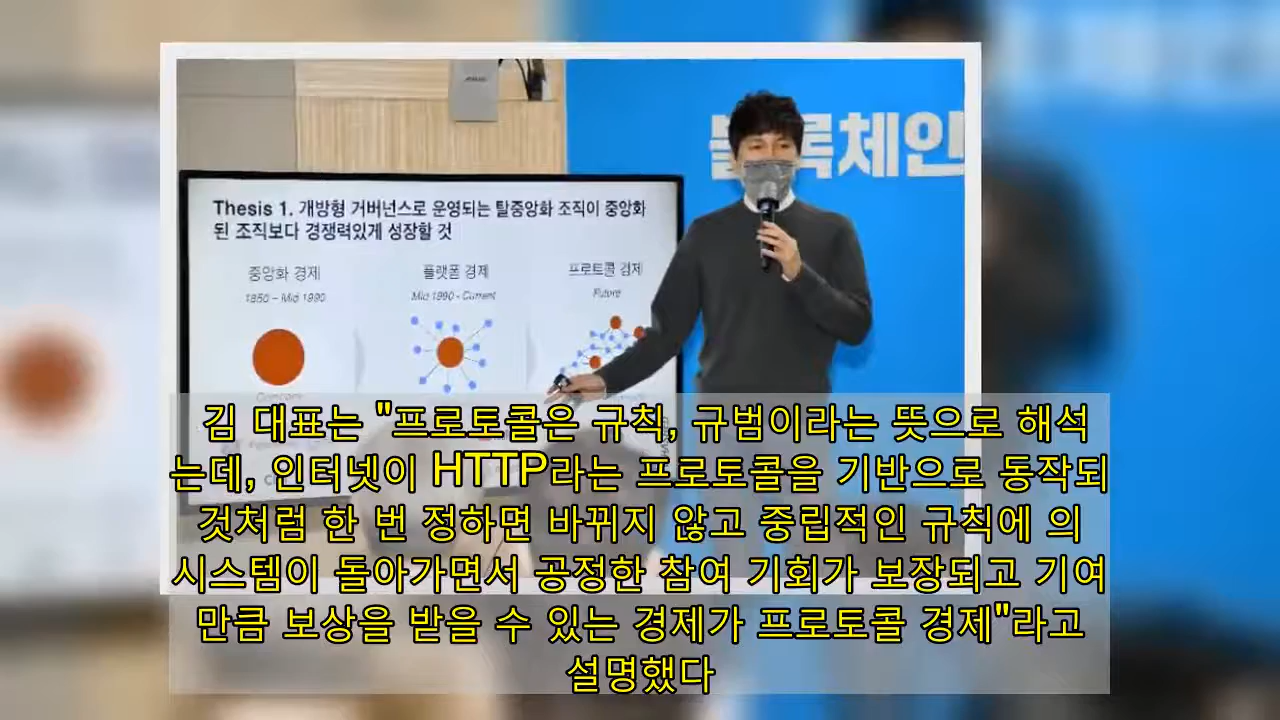 블록체인
Thesis 1. 개방형 거버넌스로 운영되는 탈중앙화 조직이 중앙화
된 조직보다 경쟁력있게 성장할 것
중앙화 경제
플랫폼 경제
프로토콜 경제
1850 – Mid 1990
Mid 1990 - Current
Future
김 대표는 "프로토콜은 규칙, 규범이라는 뜻으로 해석
는데, 인터넷이 HTTP라는 프로토콜을 기반으로 동작되
것처럼 한 번 정하면 바뀌지 않고 중립적인 규칙에 의
시스템이 돌아가면서 공정한 참여 기회가 보장되고 기여
만큼 보상을 받을 수 있는 경제가 프로토콜 경제"라고
설명했다